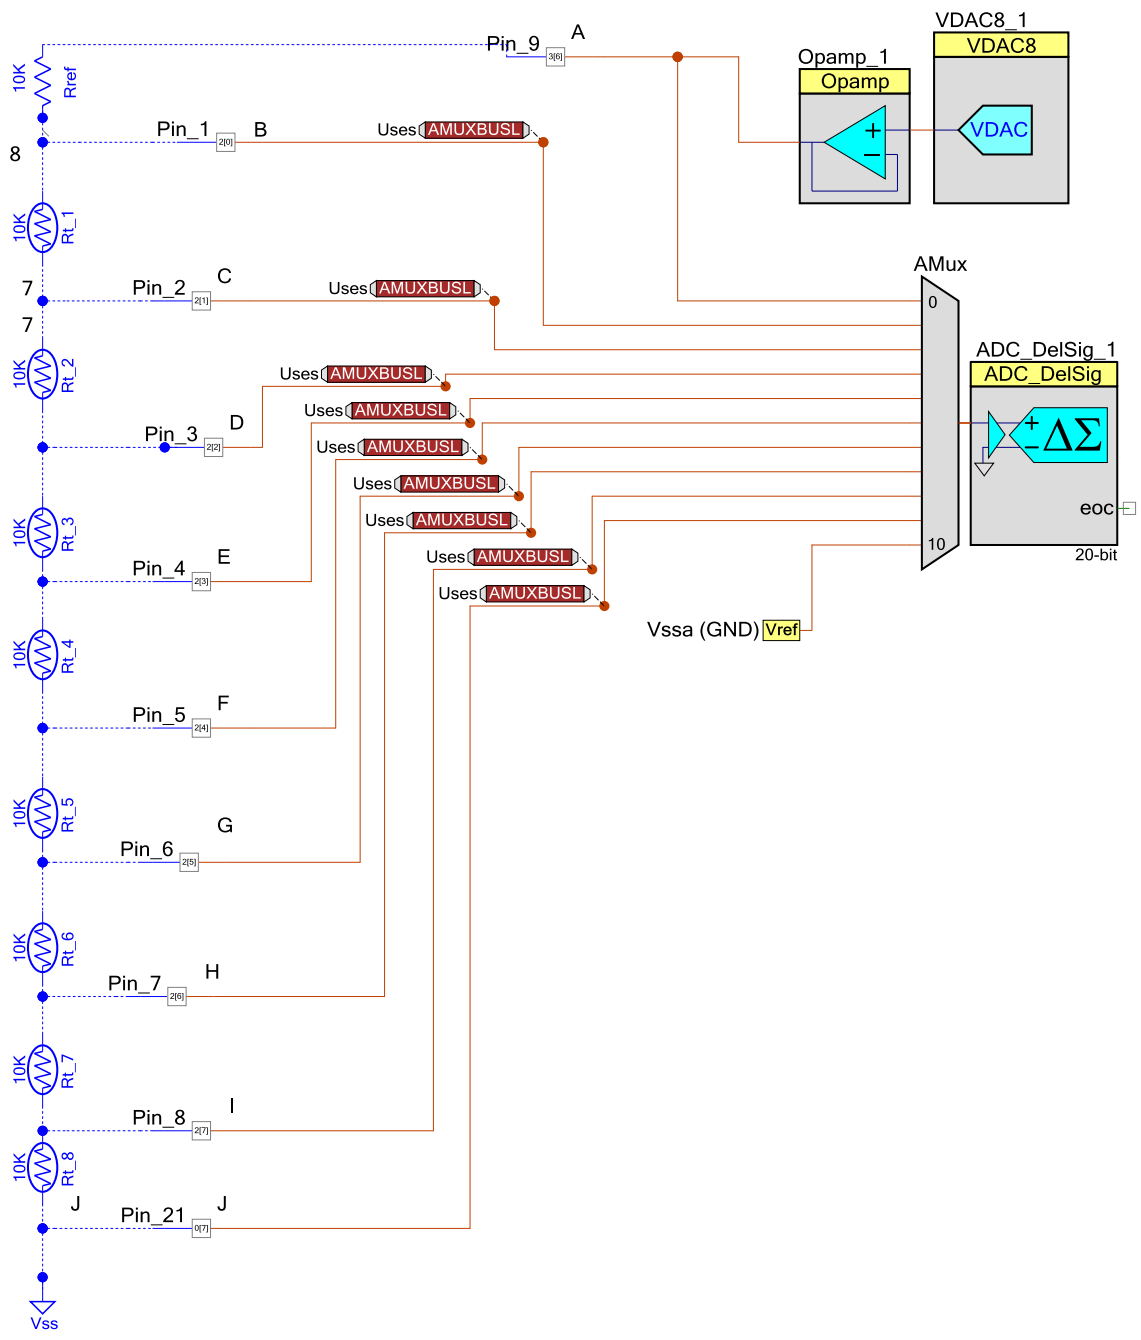 VDAC8_1
VDAC8
VDAC
Pin_9
3[6]
A
Opamp_1
Opamp
+
−
10K
Rref
Pin_1
2[0]
B
Uses AMUXBUSL
8
10K
Rt_1
AMux
0
10
7
Pin_2
2[1]
C
Uses AMUXBUSL
7
10K
Rt_2
ADC_DelSig_1
ADC_DelSig
+
−
ΔΣ
eoc
20-bit
Uses AMUXBUSL
Pin_3
2[2]
D
Uses AMUXBUSL
Uses AMUXBUSL
Uses AMUXBUSL
Uses AMUXBUSL
10K
Rt_3
Pin_4
2[3]
E
Uses AMUXBUSL
Uses AMUXBUSL
Vssa (GND) Vref
10K
Rt_4
Pin_5
2[4]
F
10K
Rt_5
Pin_6
2[5]
G
10K
Rt_6
Pin_7
2[6]
H
10K
Rt_7
Pin_8
2[7]
I
10K
Rt_8
J
Pin_21
0[7]
J
Vss